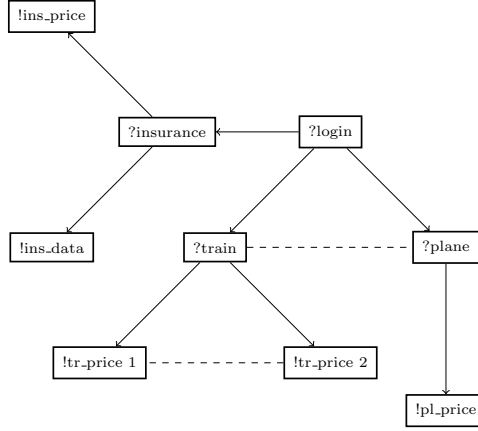 !ins_price
?insurance
?login
!ins_data
?train
?plane
!tr_price 1
!tr_price 2
!pl_price